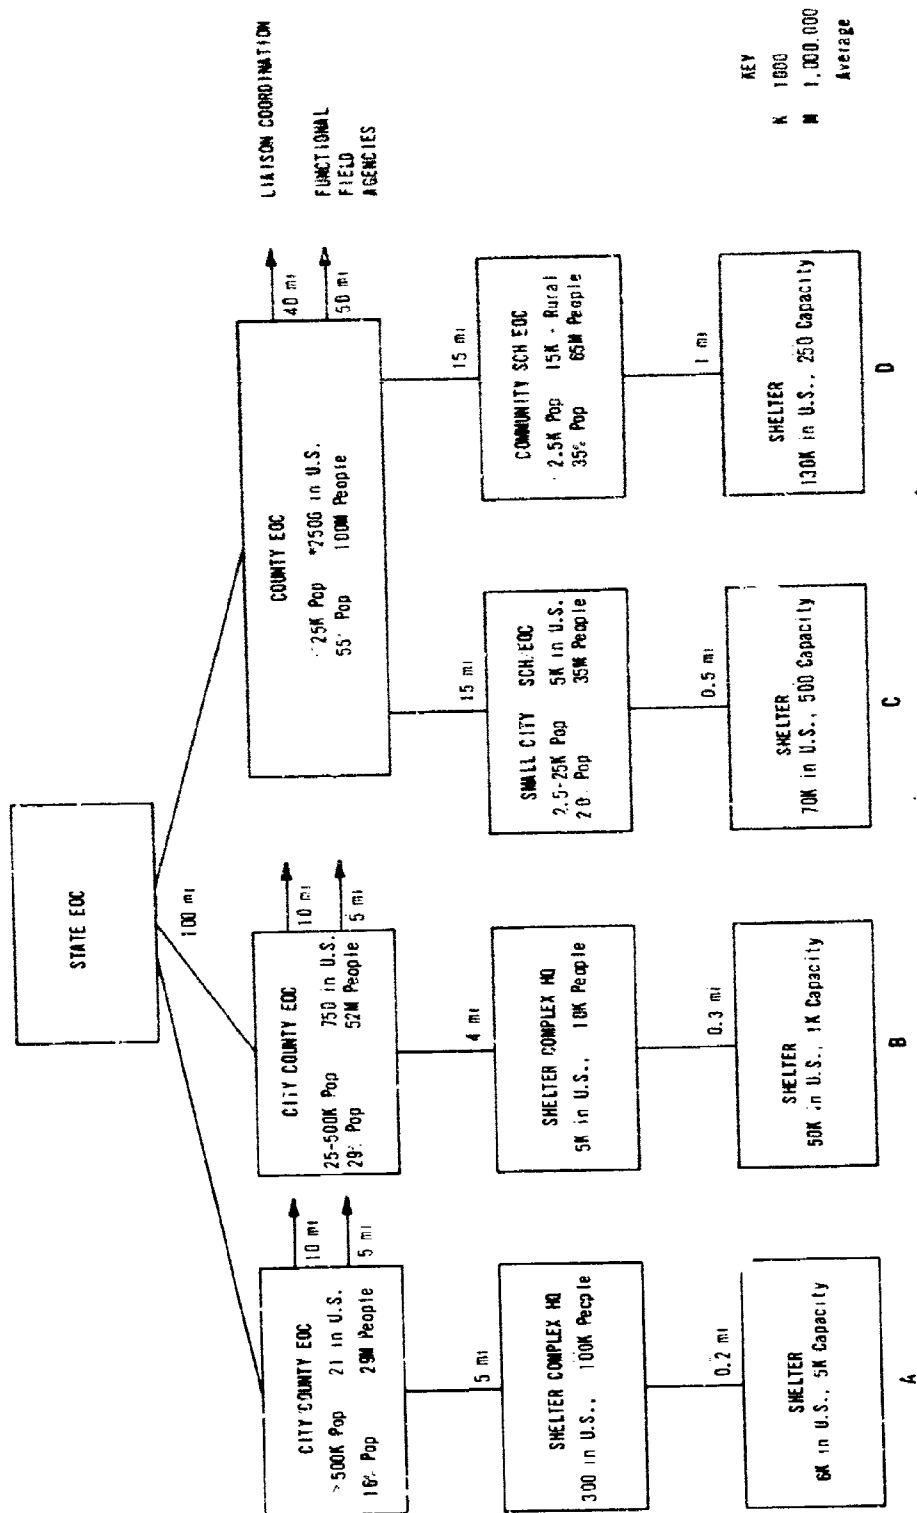 STATE EOC
100 mi
CITY COUNTY EOC
>500K Pop 21 in U.S.
16% Pop 29M People
10 mi
5 mi
CITY COUNTY EOC
25-500K Pop 750 in U.S.
29% Pop 52M People
10 mi
5 mi
COUNTY EOC
25K Pop *2500 in U.S.
55% Pop 100M People
40 mi
50 mi
LIAISON COORDINATION
FUNCTIONAL
FIELD
AGENCIES
5 mi
4 mi
15 mi
15 mi
SHELTER COMPLEX HQ
300 in U.S., 100K People
SHELTER COMPLEX HQ
5K in U.S., 10K People
SMALL CITY SCH/EOC
2.5-25K Pop 5K in U.S.
20% Pop 35M People
COMMUNITY SCH EOC
2.5K Pop 15K - Rural
35% Pop 65M People
0.2 mi
0.3 mi
0.5 mi
1 mi
SHELTER
6K in U.S., 5K Capacity
SHELTER
50K in U.S., 1K Capacity
SHELTER
70K in U.S., 500 Capacity
SHELTER
130K in U.S., 250 Capacity
A
B
C
D
KEY
K 1000
M 1,000,000
Average